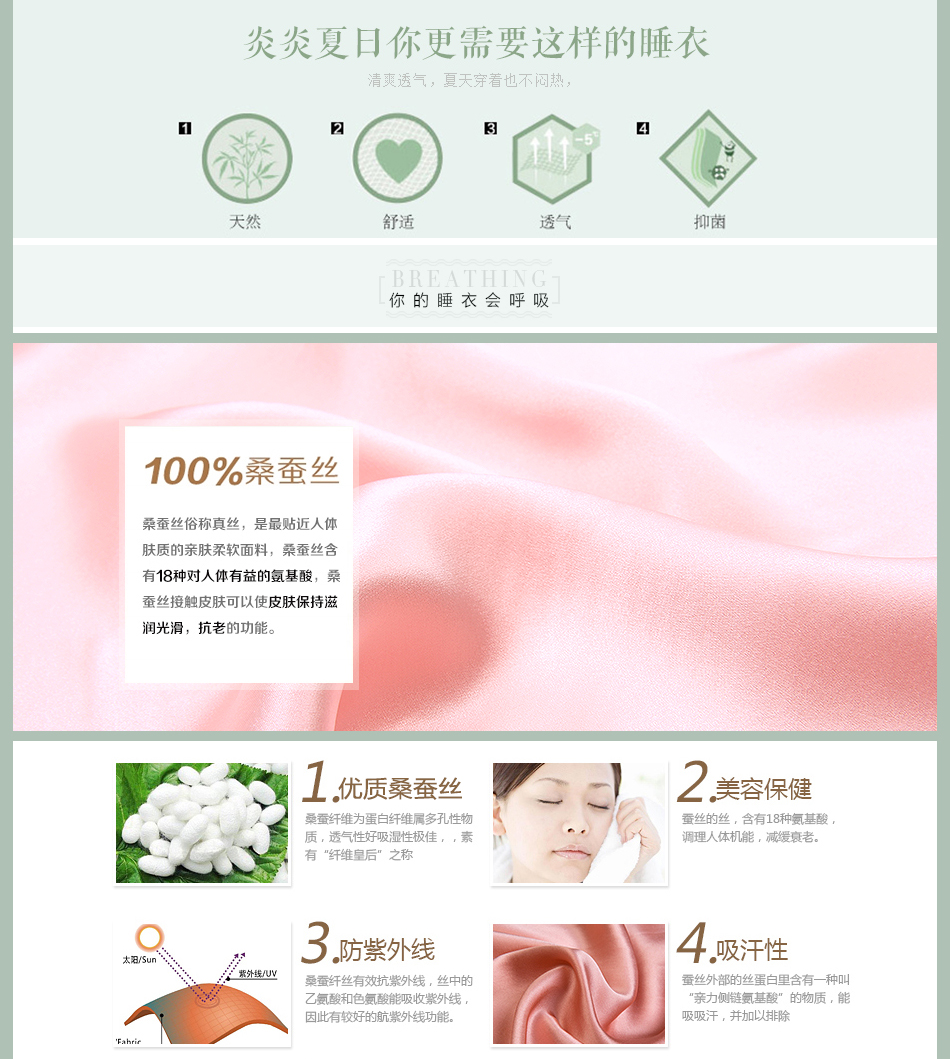 炎炎夏日你更需要这样的睡衣
清爽透气，夏天穿着也不闷热，
1 2 3 4
-5°
天然 舒适 透气 抑菌
BREATHING
你的睡衣会呼吸
100%桑蚕丝
桑蚕丝俗称真丝，是最贴近人体
肤质的亲肤柔软面料，桑蚕丝含
有18种对人体有益的氨基酸，桑
蚕丝接触皮肤可以使皮肤保持滋
润光滑，抗老的功能。
1.优质桑蚕丝
桑蚕纤维为蛋白纤维属多孔性物
质，透气性好吸湿性极佳，，素
有“纤维皇后”之称
2.美容保健
蚕丝的丝，含有18种氨基酸，
调理人体机能，减缓衰老。
太阳/Sun
紫外线/UV
Fabric
3.防紫外线
桑蚕纤丝有效抗紫外线，丝中的
乙氨酸和色氨酸能吸收紫外线，
因此有较好的航紫外线功能。
4.吸汗性
蚕丝外部的丝蛋白里含有一种叫
“亲力侧链氨基酸”的物质，能
吸吸汗，并加以排除